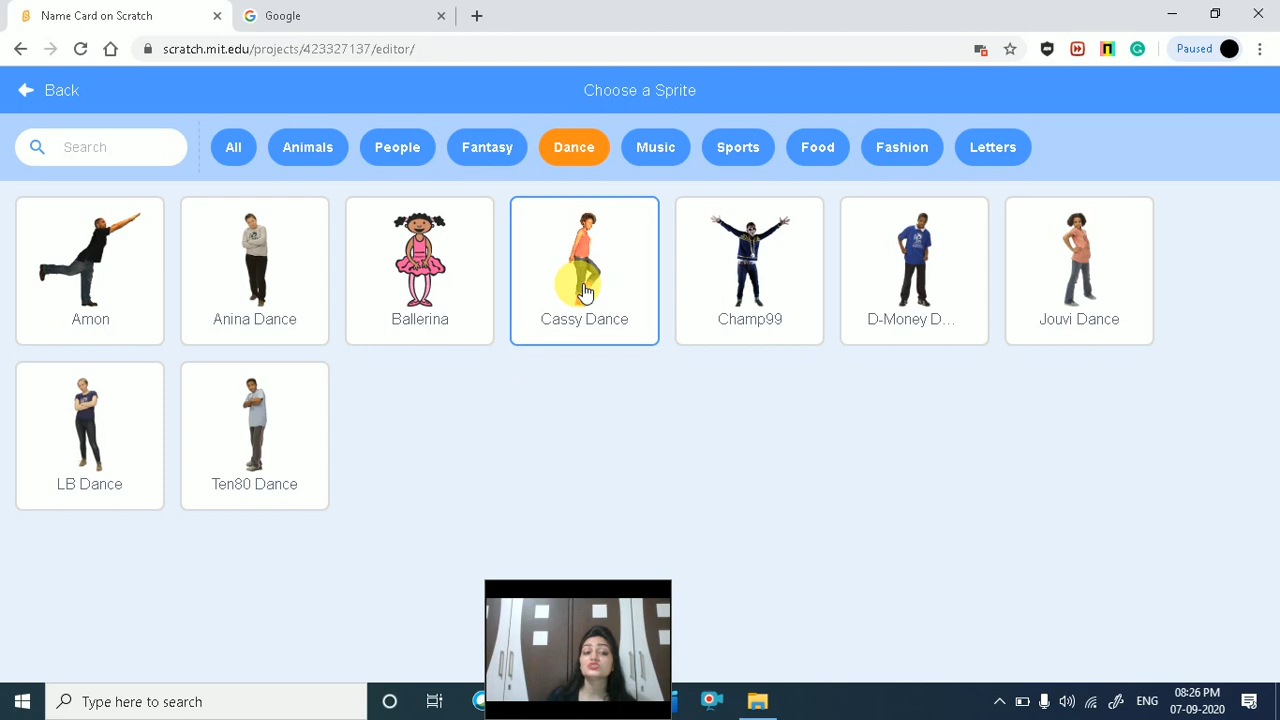 Name Card on Scratch
Google
scratch.mit.edu/projects/423327137/editor/
Paused
Back
Choose a Sprite
Search
All
Animals
People
Fantasy
Dance
Music
Sports
Food
Fashion
Letters
Amon
Anina Dance
Ballerina
Cassy Dance
Champ99
D-Money D...
Jouvi Dance
LB Dance
Ten80 Dance
Type here to search
ENG
08:26 PM
07-09-2020